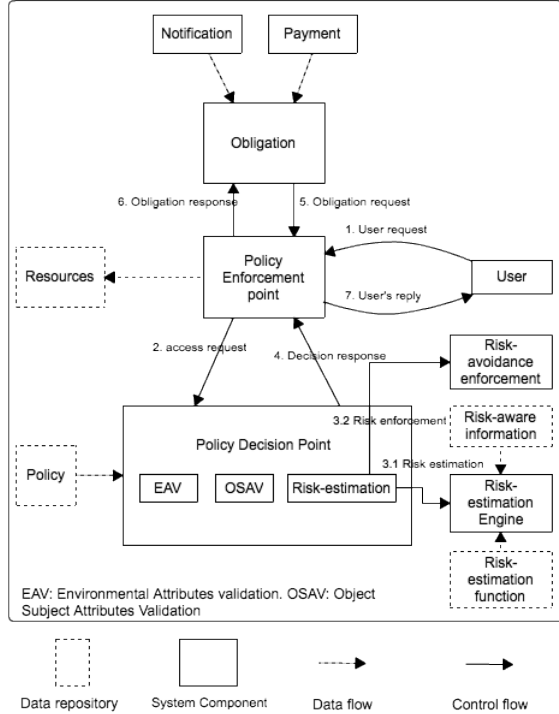 Notification
Payment
Obligation
6. Obligation response
5. Obligation request
1. User request
Resources
Policy
Enforcement
point
User
7. User's reply
2. access request
4. Decision response
Risk-
avoidance
enforcement
3.2 Risk enforcement
Risk-aware
information
Policy Decision Point
3.1 Risk estimation
Policy
EAV
OSAV
Risk-estimation
Risk-
estimation
Engine
Risk-
estimation
function
EAV: Environmental Attributes validation. OSAV: Object
Subject Attributes Validation
Data repository
System Component
Data flow
Control flow